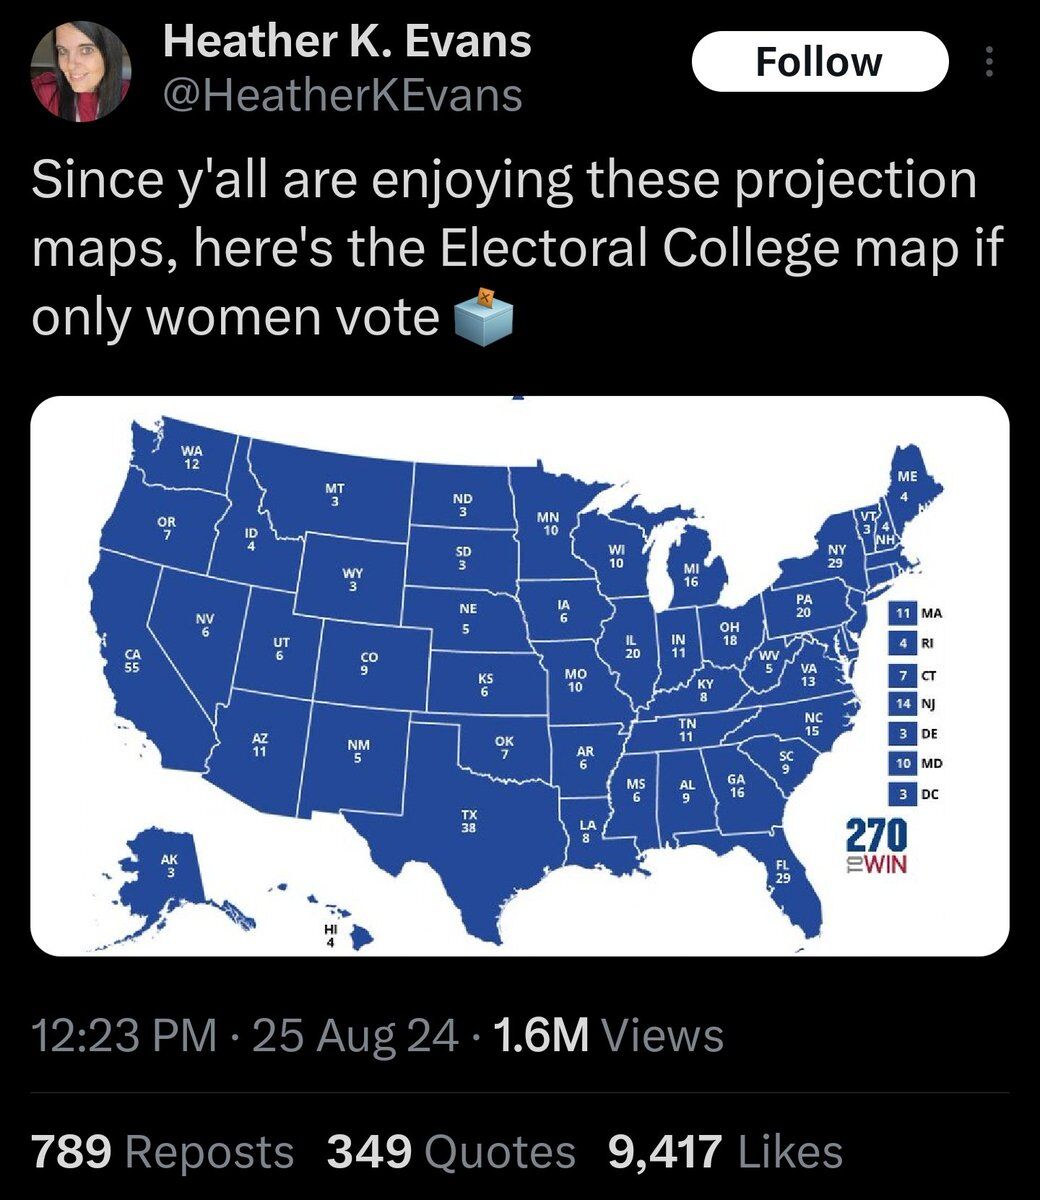 Heather K. Evans
@HeatherKEvans
Follow
Since y'all are enjoying these projection
maps, here's the Electoral College map if
only women vote
WA
12
OR
7
CA
55
NV
6
ID
4
MT
3
WY
3
UT
6
AZ
11
CO
9
NM
5
ND
3
SD
3
NE
5
KS
6
OK
7
TX
38
MN
10
IA
6
MO
10
AR
6
LA
8
WI
10
IL
20
MI
16
IN
11
OH
18
KY
8
TN
11
MS
6
AL
9
GA
16
FL
29
SC
9
NC
15
VA
13
WV
5
PA
20
NY
29
VT
3
4
NH
ME
4
11 MA
4 RI
7 CT
14 NJ
3 DE
10 MD
3 DC
AK
3
HI
4
270
TO WIN
12:23 PM · 25 Aug 24 · 1.6M Views
789 Reposts 349 Quotes 9,417 Likes